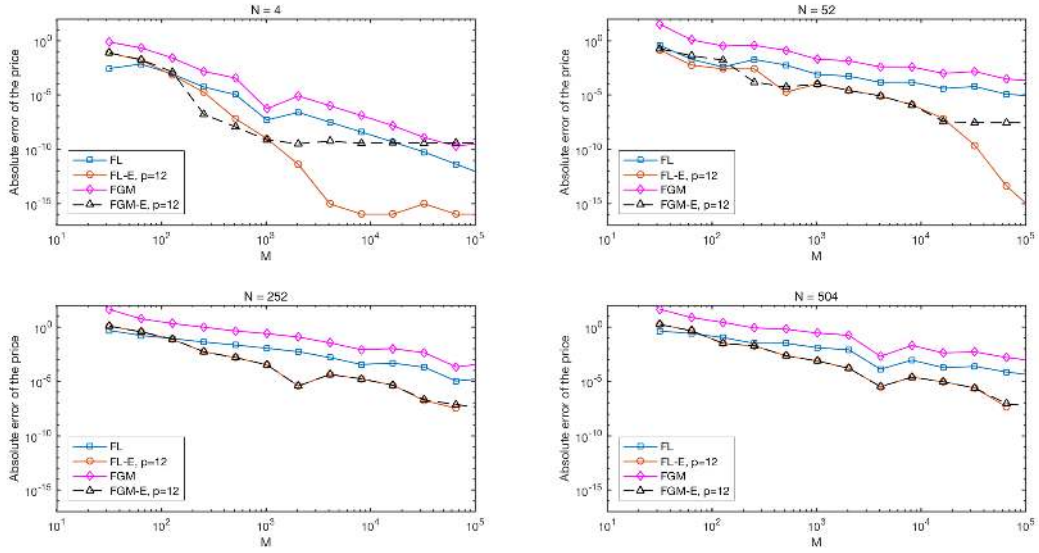 N = 4
Absolute error of the price
10^0
10^-5
10^-10
10^-15
FL
FL-E, p=12
FGM
FGM-E, p=12
10^1
10^2
10^3
10^4
10^5
M
N = 52
Absolute error of the price
10^0
10^-5
10^-10
10^-15
FL
FL-E, p=12
FGM
FGM-E, p=12
10^1
10^2
10^3
10^4
10^5
M
N = 252
Absolute error of the price
10^0
10^-5
10^-10
10^-15
FL
FL-E, p=12
FGM
FGM-E, p=12
10^1
10^2
10^3
10^4
10^5
M
N = 504
Absolute error of the price
10^0
10^-5
10^-10
10^-15
FL
FL-E, p=12
FGM
FGM-E, p=12
10^1
10^2
10^3
10^4
10^5
M